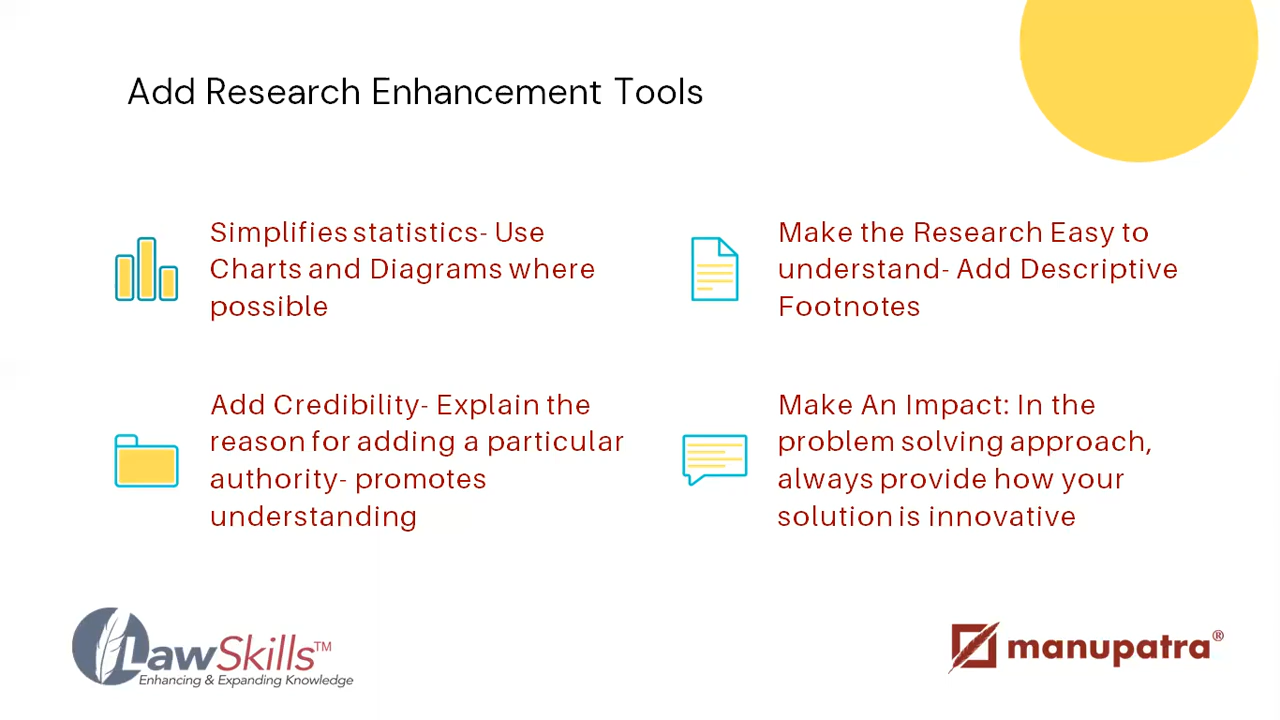 Add Research Enhancement Tools
Simplifies statistics- Use
Charts and Diagrams where
possible
Make the Research Easy to
understand- Add Descriptive
Footnotes
Add Credibility- Explain the
reason for adding a particular
authority- promotes
understanding
Make An Impact: In the
problem solving approach,
always provide how your
solution is innovative
LawSkills™
Enhancing & Expanding Knowledge
manupatra®